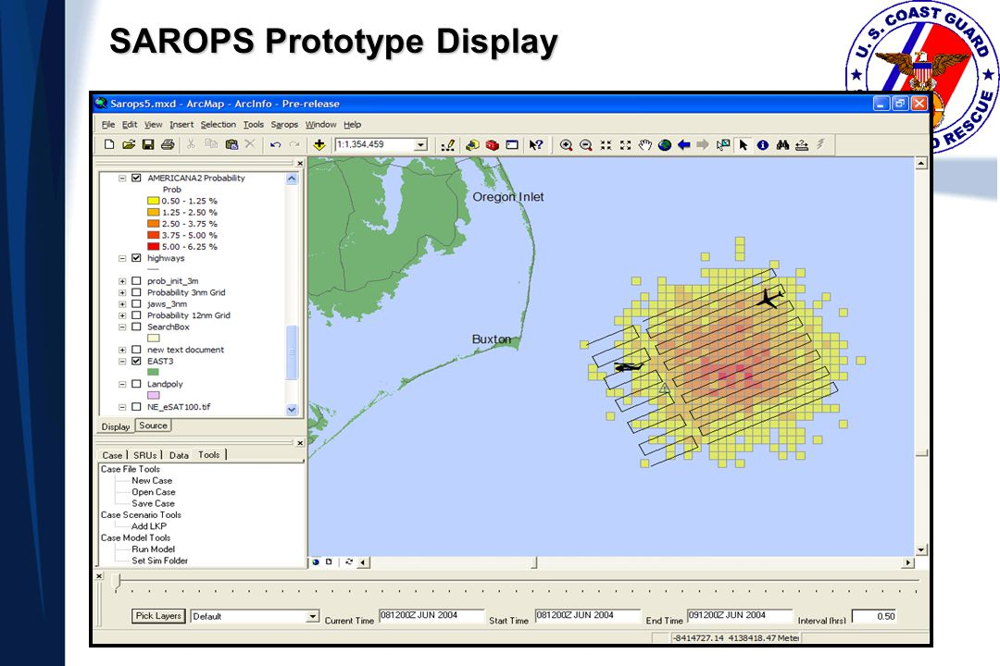 SAROPS Prototype Display
U. S. COAST GUARD
RESCUE
Sarops5.mxd - ArcMap - ArcInfo - Pre-release
File Edit View Insert Selection Tools Sarops Window Help
1:1,354,459
AMERICANA2 Probability
Prob
0.50 - 1.25 %
1.25 - 2.50 %
2.50 - 3.75 %
3.75 - 5.00 %
5.00 - 6.25 %
highways
prob_init_3m
Probability 3nm Grid
jaws_3nm
Probability 12nm Grid
SearchBox
new text document
EAST3
Landpoly
NE_eSAT100.tif
Display Source
Oregon Inlet
Buxton
Case SRUs Data Tools
Case File Tools
New Case
Open Case
Save Case
Case Scenario Tools
Add LKP
Case Model Tools
Run Model
Set Sim Folder
Pick Layers Default Current Time 081200Z JUN 2004 Start Time 081200Z JUN 2004 End Time 091200Z JUN 2004 Interval (hrs) 0.50
-8414727.14 4138418.47 Mete